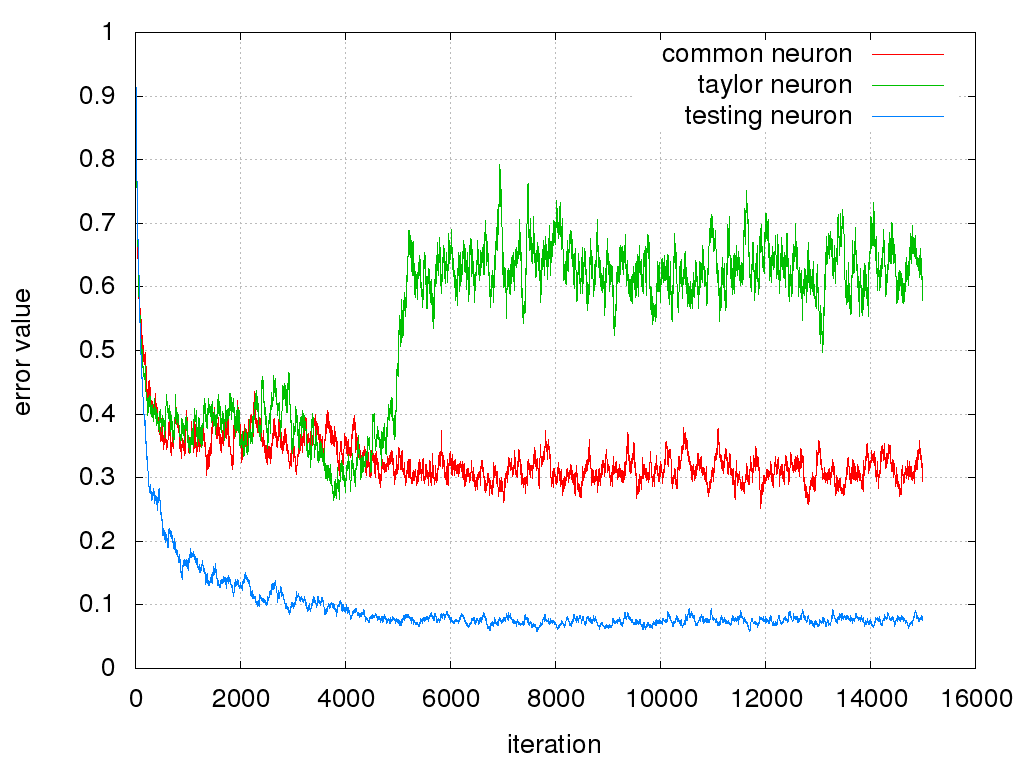 common neuron
taylor neuron
testing neuron
1
0.9
0.8
0.7
0.6
0.5
0.4
0.3
0.2
0.1
0
error value
0 2000 4000 6000 8000 10000 12000 14000 16000
iteration